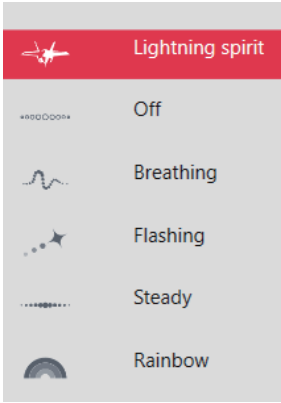 Lightning spirit
Off
Breathing
Flashing
Steady
Rainbow